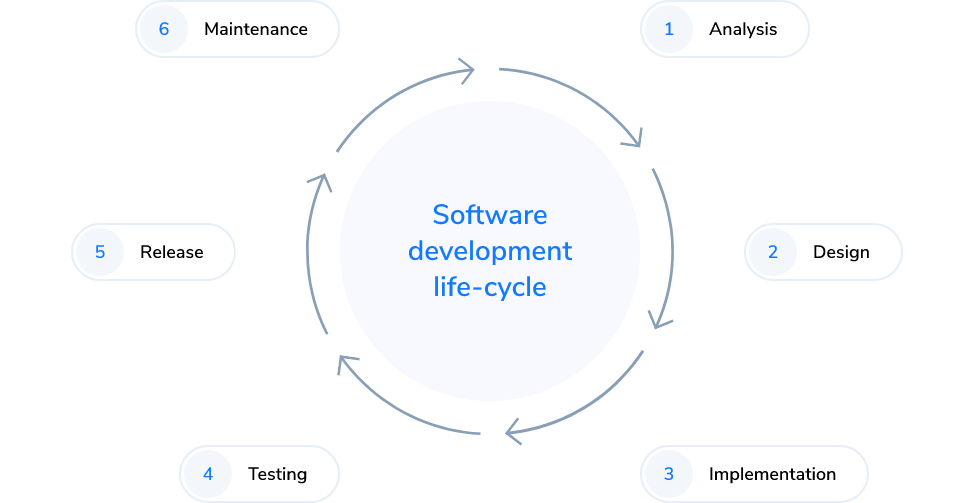 6 Maintenance
1 Analysis
Software
development
life-cycle
5 Release
2 Design
4 Testing
3 Implementation